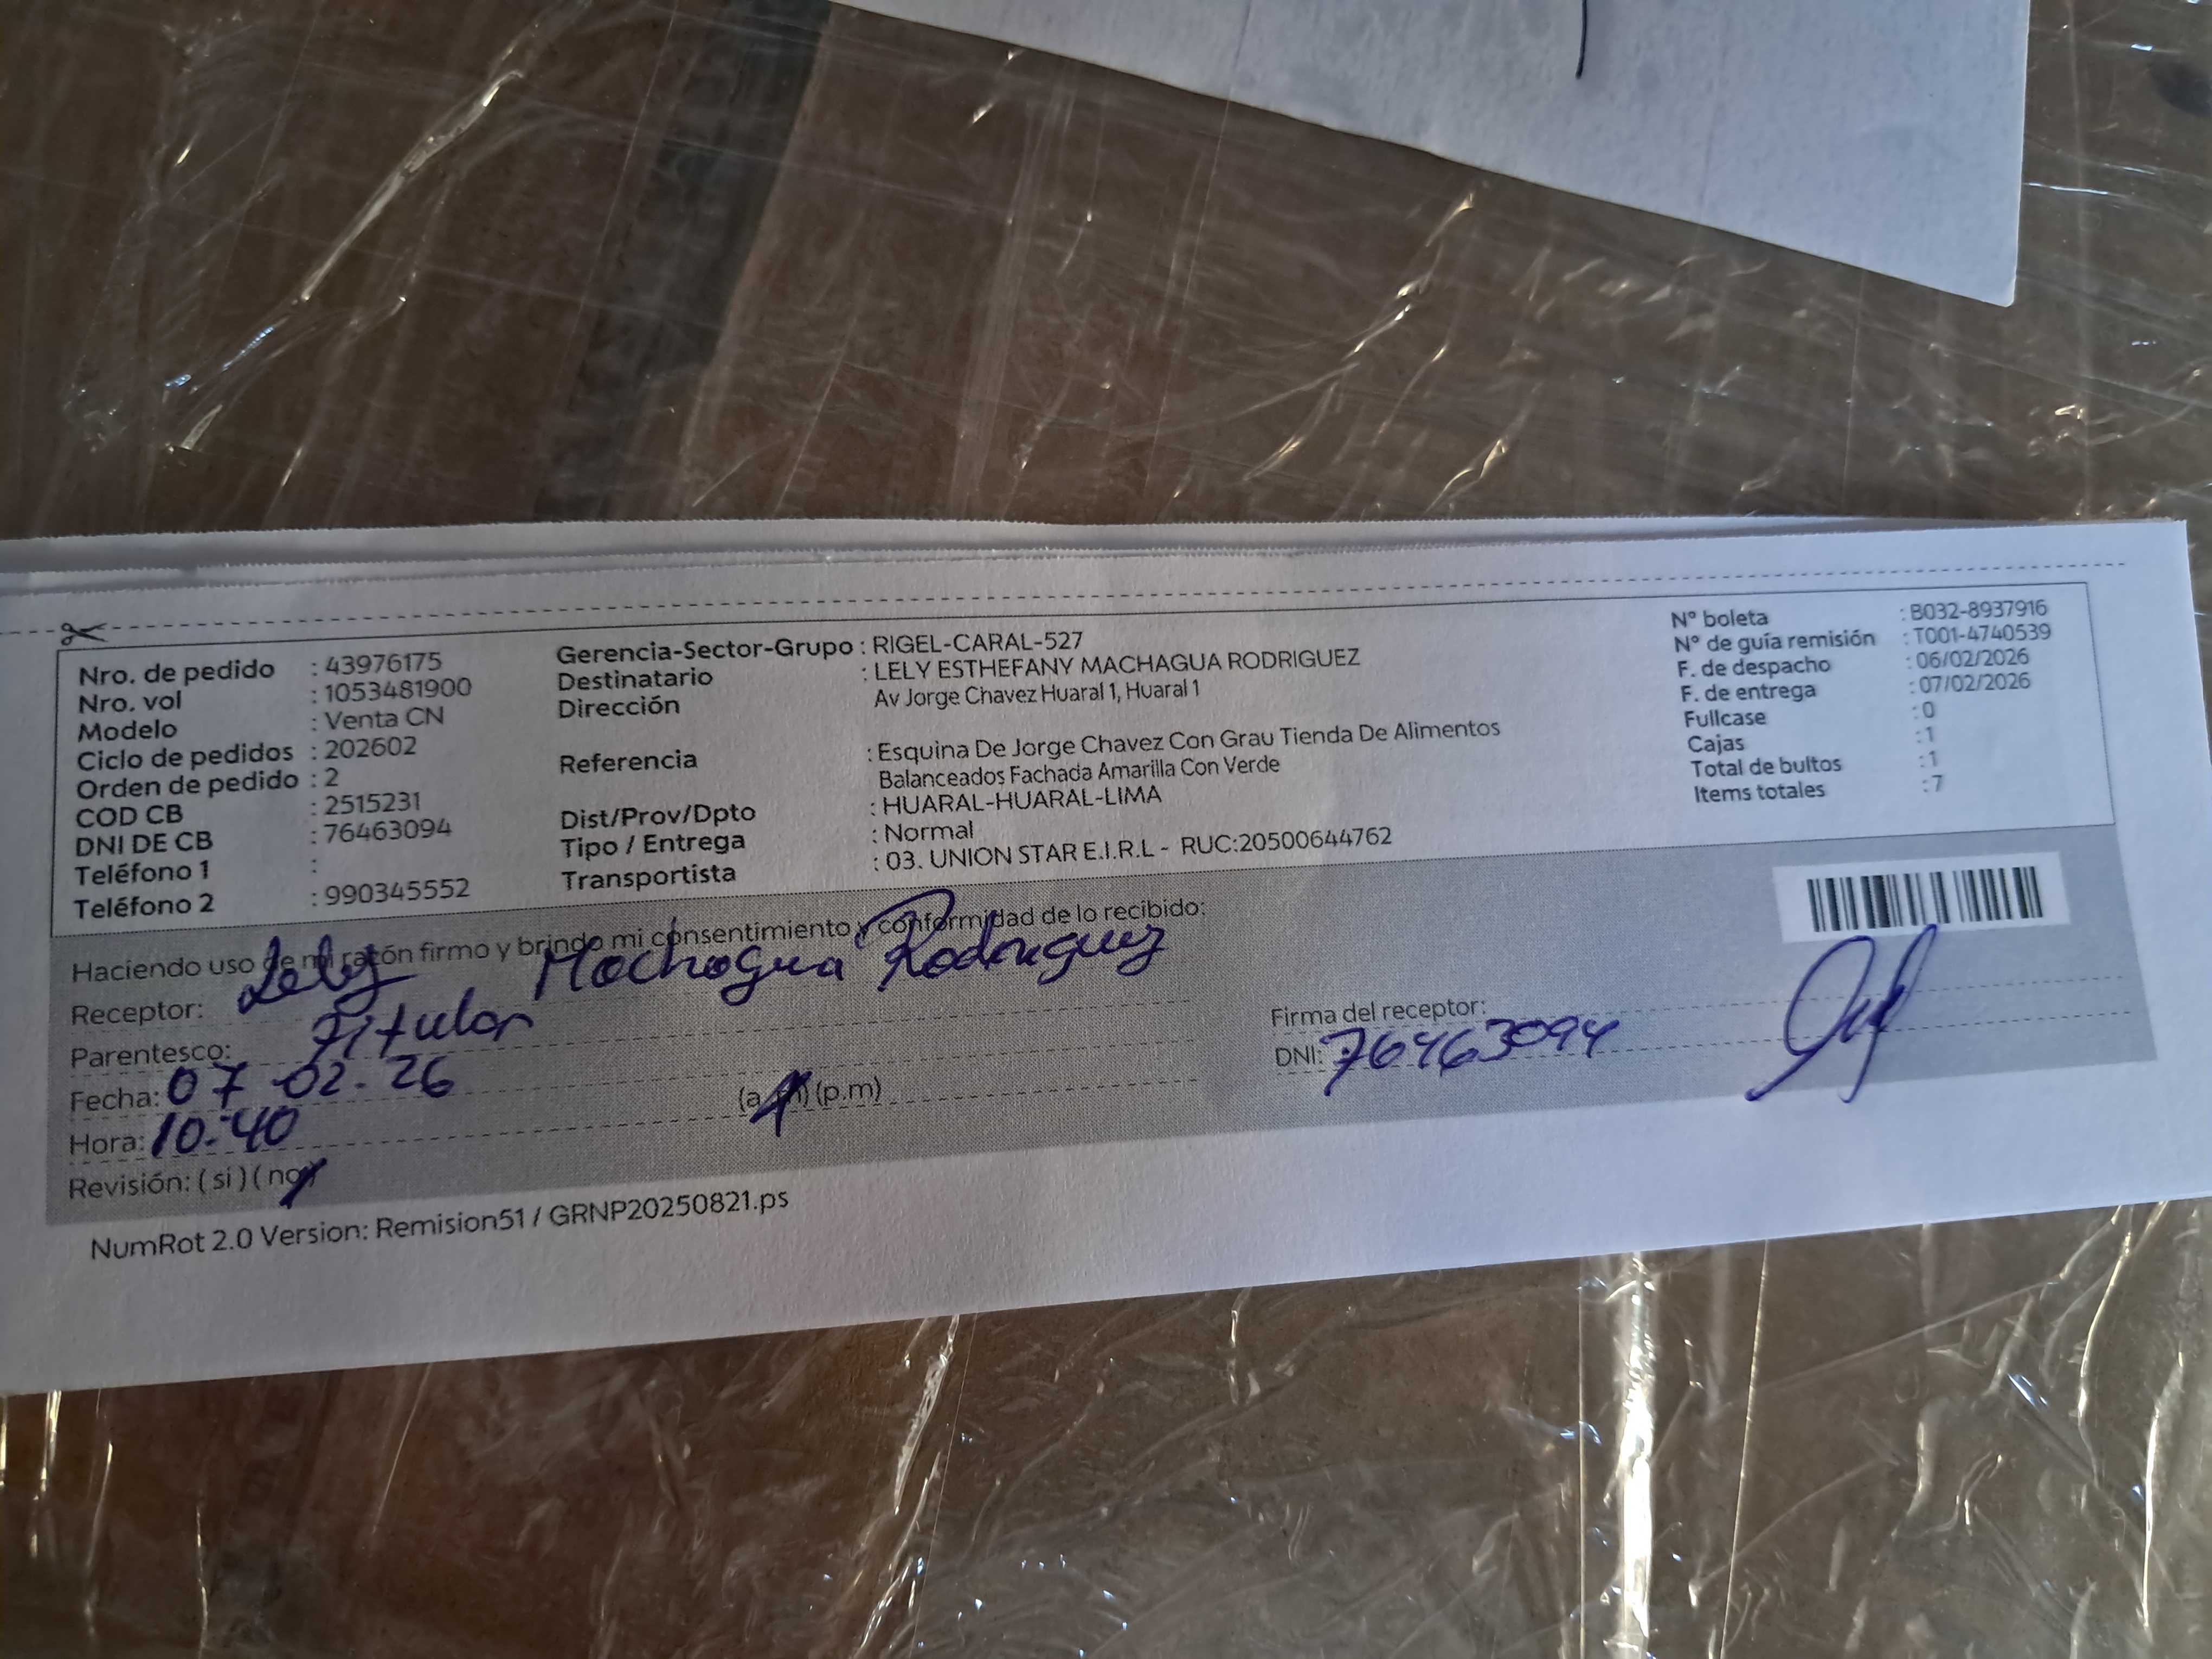 Nro. de pedido : 43976175
Nro. vol : 1053481900
Modelo : Venta CN
Ciclo de pedidos : 202602
Orden de pedido : 2
COD CB : 2515231
DNI DE CB : 76463094
Teléfono 1 :
Teléfono 2 : 990345552
Gerencia-Sector-Grupo : RIGEL-CARAL-527
Destinatario : LELY ESTHEFANY MACHAGUA RODRIGUEZ
Dirección Av Jorge Chavez Huaral 1, Huaral 1
Referencia : Esquina De Jorge Chavez Con Grau Tienda De Alimentos
Balanceados Fachada Amarilla Con Verde
Dist/Prov/Dpto : HUARAL-HUARAL-LIMA
Tipo / Entrega : Normal
Transportista : 03. UNION STAR E.I.R.L - RUC:20500644762
Nº boleta : B032-8937916
Nº de guía remisión : T001-4740539
F. de despacho : 06/02/2026
F. de entrega : 07/02/2026
Fullcase : 0
Cajas : 1
Total de bultos : 1
Items totales : 7
Haciendo uso de mi razón firmo y brindo mi consentimiento y conformidad de lo recibido:
Receptor: Lely Machagua Rodriguez
Parentesco: Titular
Fecha: 07-02-26
Hora: 10:40 (a.m) (p.m)
Revisión: ( si ) ( no )
Firma del receptor:
DNI: 76463094
NumRot 2.0 Version: Remision51 / GRNP20250821.ps